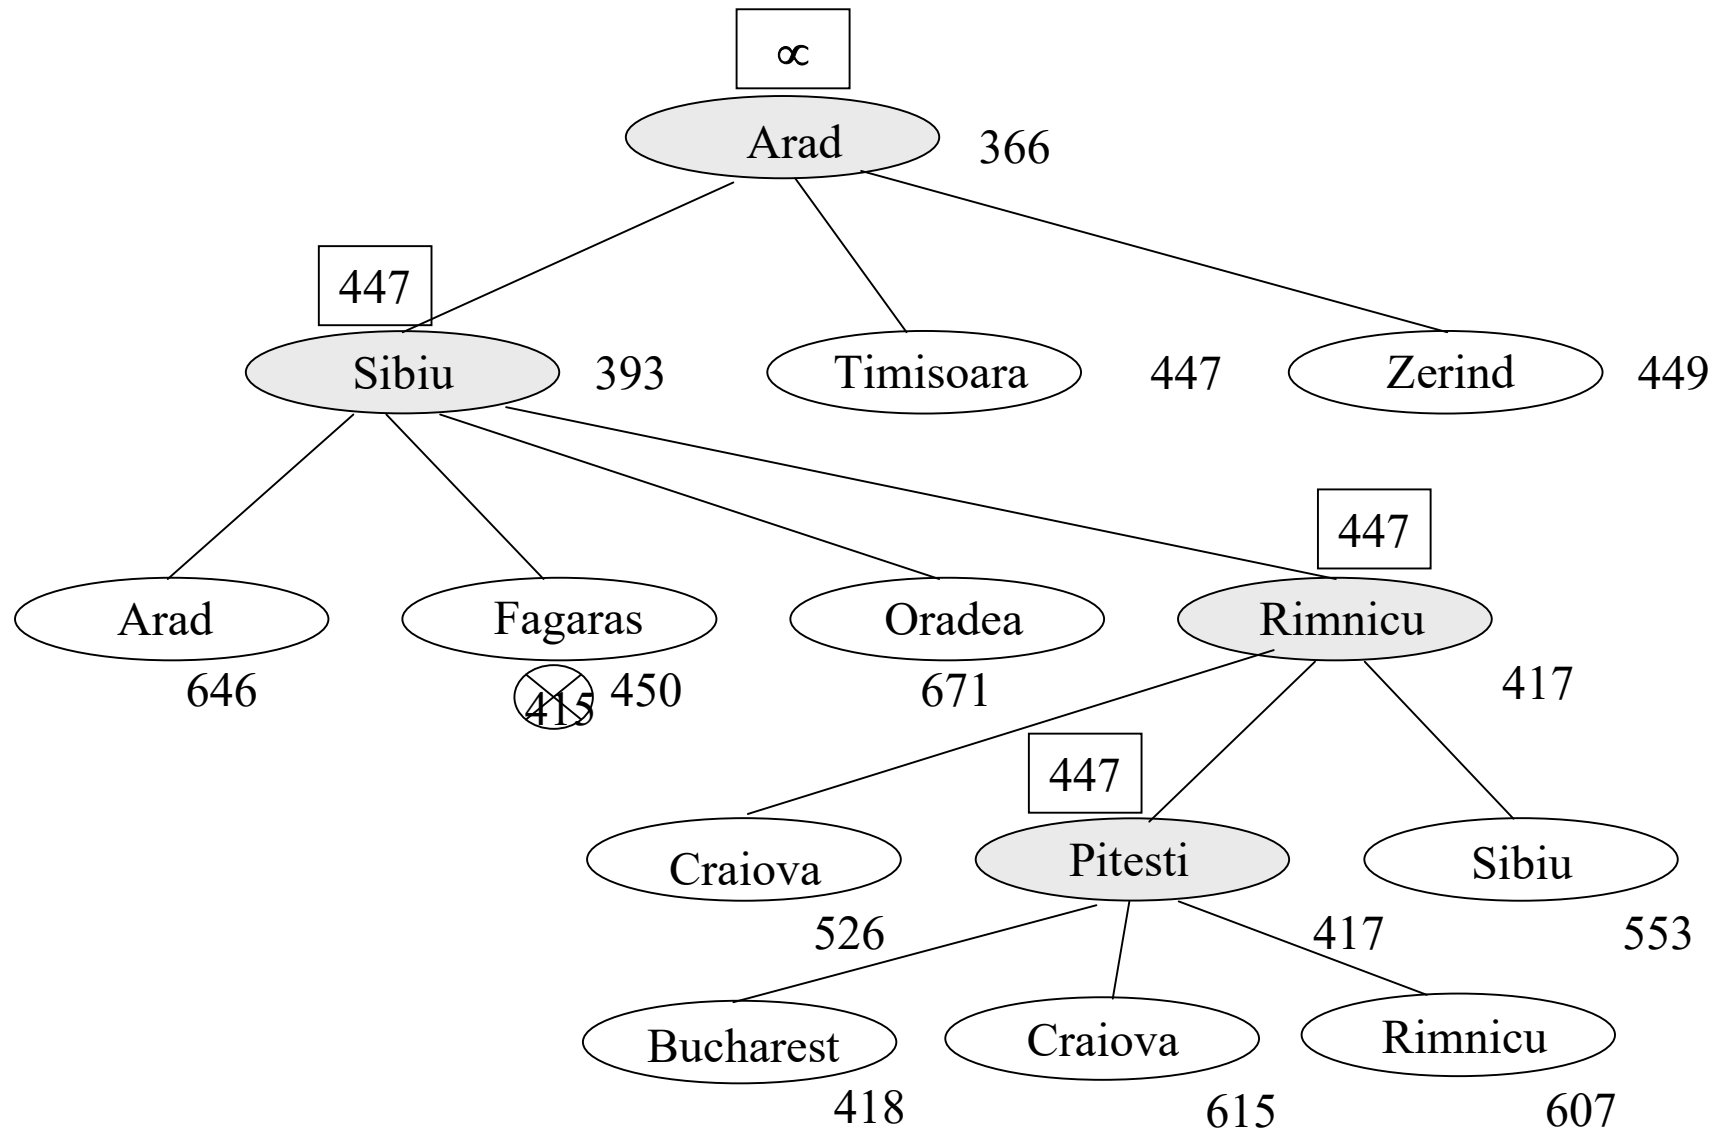 ∝
Arad 366
447
Sibiu 393 Timisoara 447 Zerind 449
447
Arad Fagaras Oradea Rimnicu
646 415 450 671 417
447
Craiova Pitesti Sibiu
526 417 553
Bucharest Craiova Rimnicu
418 615 607